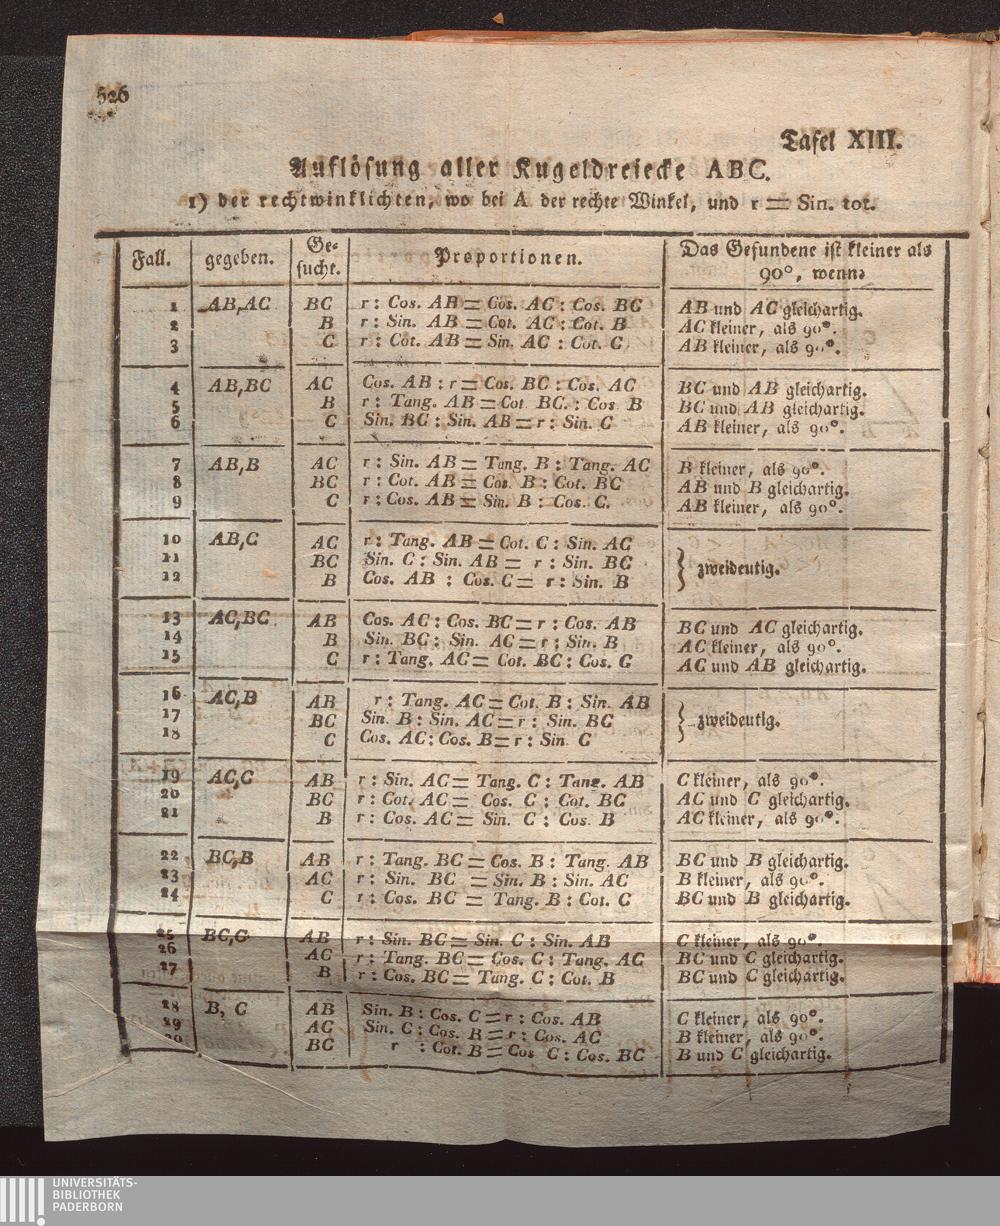 526
Tafel XIII.
Auflösung aller Kugeldreiecke ABC.
1) der rechtwinklichten, wo bei A der rechte Winkel, und r = Sin. tot.
Fall. gegeben. Ge- sucht. Proportionen. Das Gefundene ist kleiner als 90°, wenn:
1 AB,AC BC r : Cos. AB = Cos. AC : Cos. BC AB und AC gleichartig.
2 B r : Sin. AB = Cot. AC : Cot. B AC kleiner, als 90°.
3 C r : Cot. AB = Sin. AC : Cot. C AB kleiner, als 90°.
4 AB,BC AC Cos. AB : r = Cos. BC : Cos. AC BC und AB gleichartig.
5 B r : Tang. AB = Cot BC. : Cos B BC und AB gleichartig.
6 C Sin. BC : Sin. AB = r : Sin. C AB kleiner, als 90°.
7 AB,B AC r : Sin. AB = Tang. B : Tang. AC B kleiner, als 90°.
8 BC r : Cot. AB = Cos. B : Cot. BC AB und B gleichartig.
9 C r : Cos. AB = Sin. B : Cos. C. AB kleiner, als 90°.
10 AB,C AC r : Tang. AB = Cot. C : Sin. AC
11 BC Sin. C : Sin. AB = r : Sin. BC } zweideutig.
12 B Cos. AB : Cos. C = r : Sin. B
13 AC,BC AB Cos. AC : Cos. BC = r : Cos. AB BC und AC gleichartig.
14 B Sin. BC : Sin. AC = r : Sin. B AC kleiner, als 90°.
15 C r : Tang. AC = Cot. BC : Cos. C AC und AB gleichartig.
16 AC,B AB r : Tang. AC = Cot. B : Sin. AB
17 BC Sin. B : Sin. AC = r : Sin. BC } zweideutig.
18 C Cos. AC : Cos. B = r : Sin. C
19 AC,C AB r : Sin. AC = Tang. C : Tang. AB C kleiner, als 90°.
20 BC r : Cot. AC = Cos. C : Cot. BC AC und C gleichartig.
21 B r : Cos. AC = Sin. C : Cos. B AC kleiner, als 90°.
22 BC,B AB r : Tang. BC = Cos. B : Tang. AB BC und B gleichartig.
23 AC r : Sin. BC = Sin. B : Sin. AC B kleiner, als 90°.
24 C r : Cos. BC = Tang. B : Cot. C BC und B gleichartig.
25 BC,C AB r : Sin. BC = Sin. C : Sin. AB C kleiner, als 90°.
26 AC r : Tang. BC = Cos. C : Tang. AC BC und C gleichartig.
27 B r : Cos. BC = Tang. C : Cot. B BC und C gleichartig.
28 B, C AB Sin. B : Cos. C = r : Cos. AB C kleiner, als 90°.
29 AC Sin. C : Cos. B = r : Cos. AC B kleiner, als 90°.
BC r : Cot. B = Cos C : Cos. BC B und C gleichartig.
UNIVERSITÄTS-
BIBLIOTHEK
PADERBORN